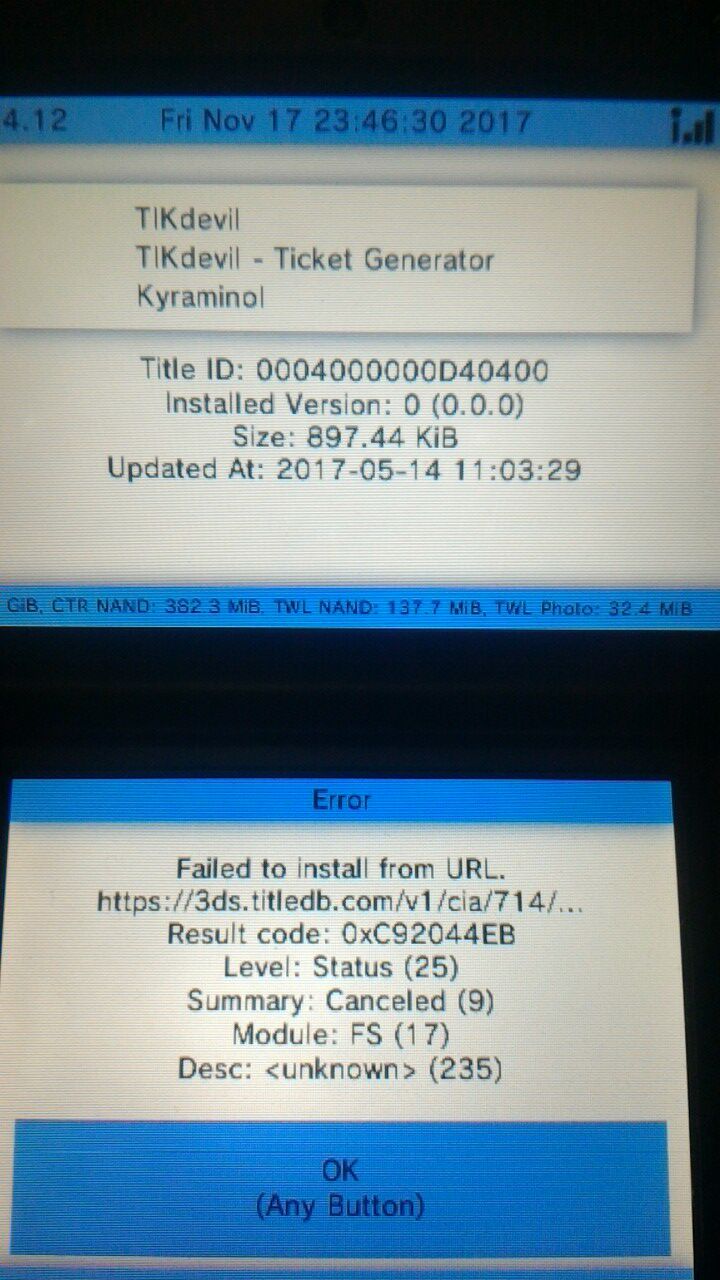 4.12 Fri Nov 17 23:46:30 2017
TIKdevil
TIKdevil - Ticket Generator
Kyraminol
Title ID: 0004000000D40400
Installed Version: 0 (0.0.0)
Size: 897.44 KiB
Updated At: 2017-05-14 11:03:29
GiB, CTR NAND: 382.3 MiB, TWL NAND: 137.7 MiB, TWL Photo: 32.4 MiB
Error
Failed to install from URL.
https://3ds.titledb.com/v1/cia/714/...
Result code: 0xC92044EB
Level: Status (25)
Summary: Canceled (9)
Module: FS (17)
Desc: <unknown> (235)
OK
(Any Button)